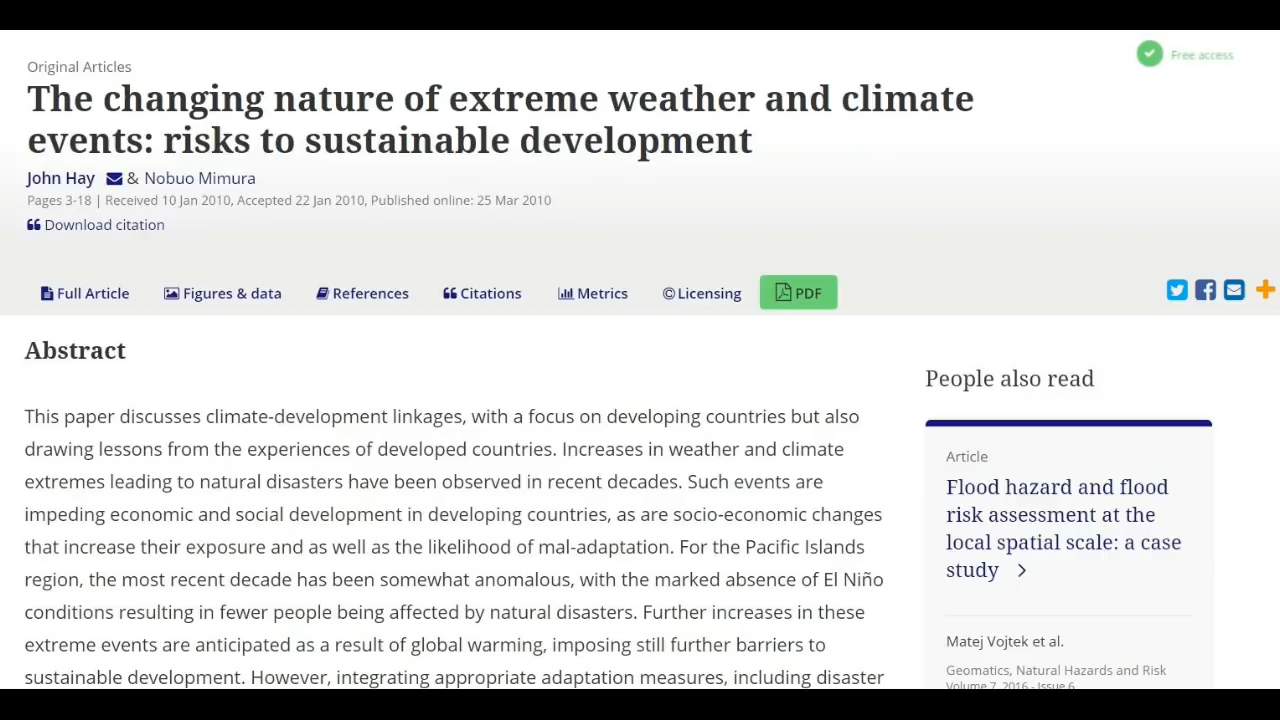 Free access
Original Articles
The changing nature of extreme weather and climate
events: risks to sustainable development
John Hay & Nobuo Mimura
Pages 3-18 | Received 10 Jan 2010, Accepted 22 Jan 2010, Published online: 25 Mar 2010
Download citation
Full Article Figures & data References Citations Metrics Licensing PDF
Abstract
This paper discusses climate-development linkages, with a focus on developing countries but also
drawing lessons from the experiences of developed countries. Increases in weather and climate
extremes leading to natural disasters have been observed in recent decades. Such events are
impeding economic and social development in developing countries, as are socio-economic changes
that increase their exposure and as well as the likelihood of mal-adaptation. For the Pacific Islands
region, the most recent decade has been somewhat anomalous, with the marked absence of El Niño
conditions resulting in fewer people being affected by natural disasters. Further increases in these
extreme events are anticipated as a result of global warming, imposing still further barriers to
sustainable development. However, integrating appropriate adaptation measures, including disaster
People also read
Article
Flood hazard and flood
risk assessment at the
local spatial scale: a case
study
Matej Vojtek et al.
Geomatics, Natural Hazards and Risk
Volume 7, 2016 - Issue 6